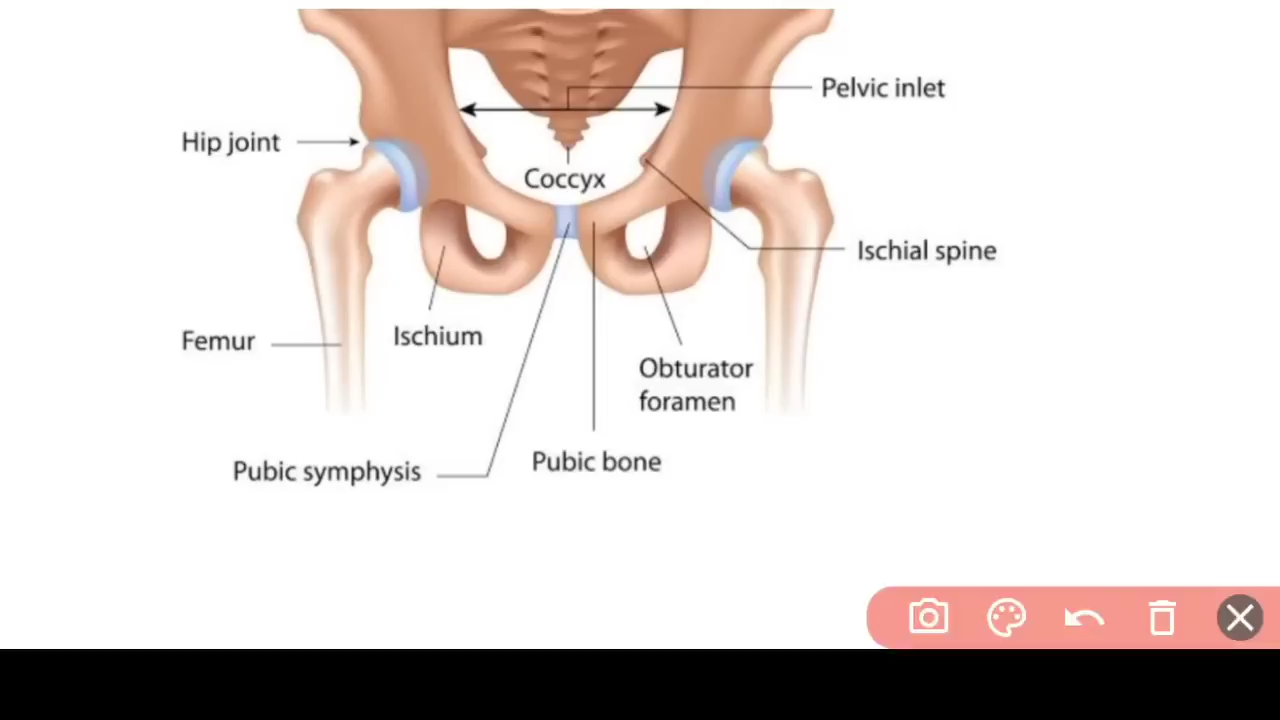 Pelvic inlet
Hip joint
Coccyx
Ischial spine
Ischium
Femur
Obturator
foramen
Pubic bone
Pubic symphysis